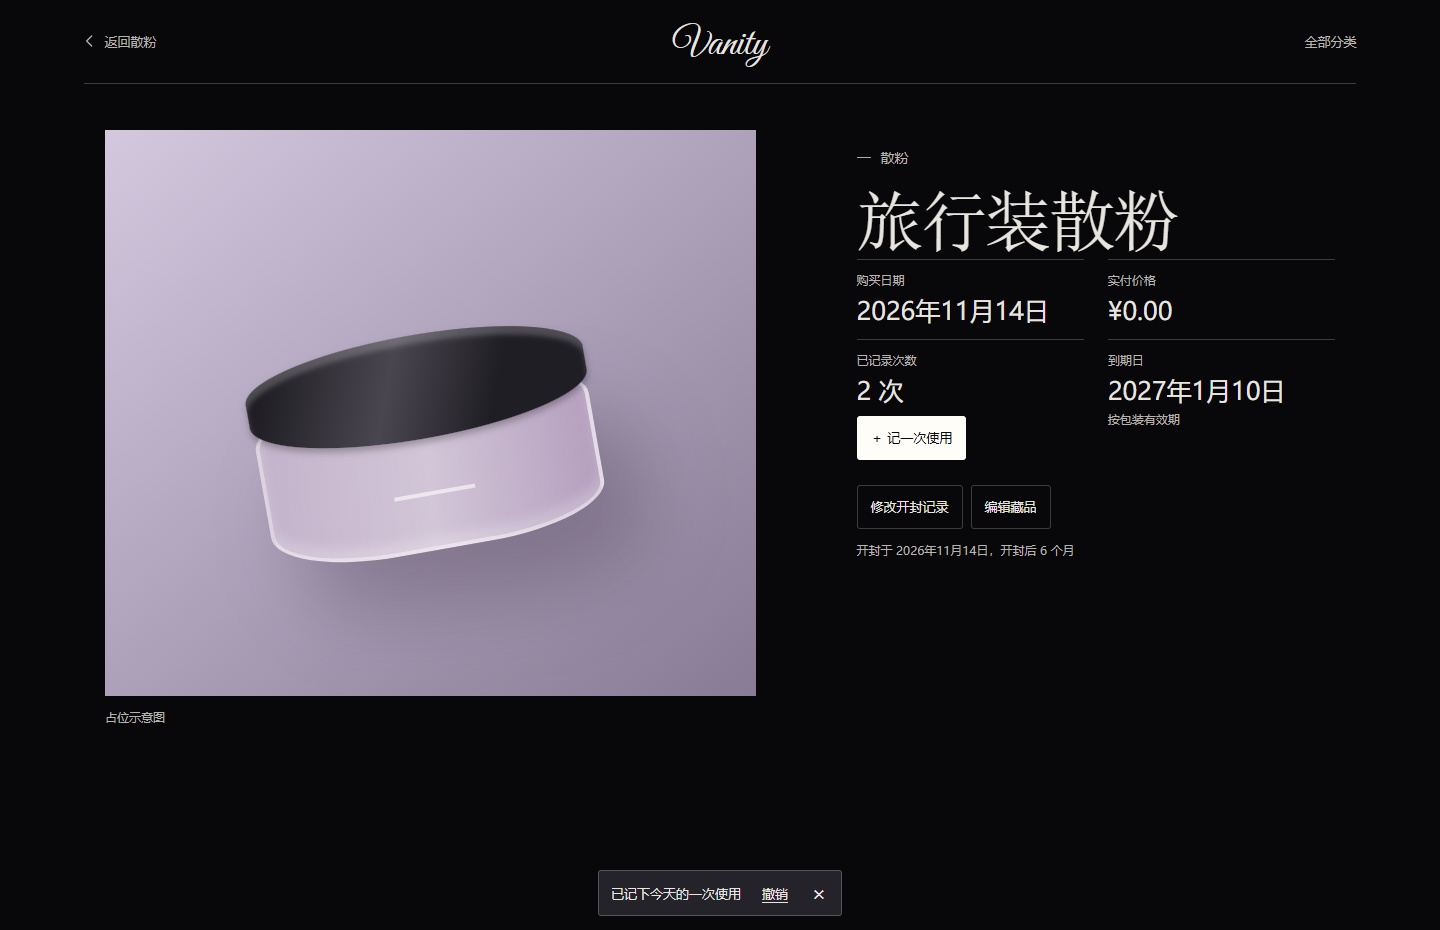 返回散粉
Vanity
全部分类
散粉
旅行装散粉
购买日期
2026年11月14日
实付价格
¥0.00
已记录次数
2 次
+ 记一次使用
到期日
2027年1月10日
按包装有效期
修改开封记录
编辑藏品
开封于 2026年11月14日，开封后 6 个月
占位示意图
已记下今天的一次使用 撤销 ×